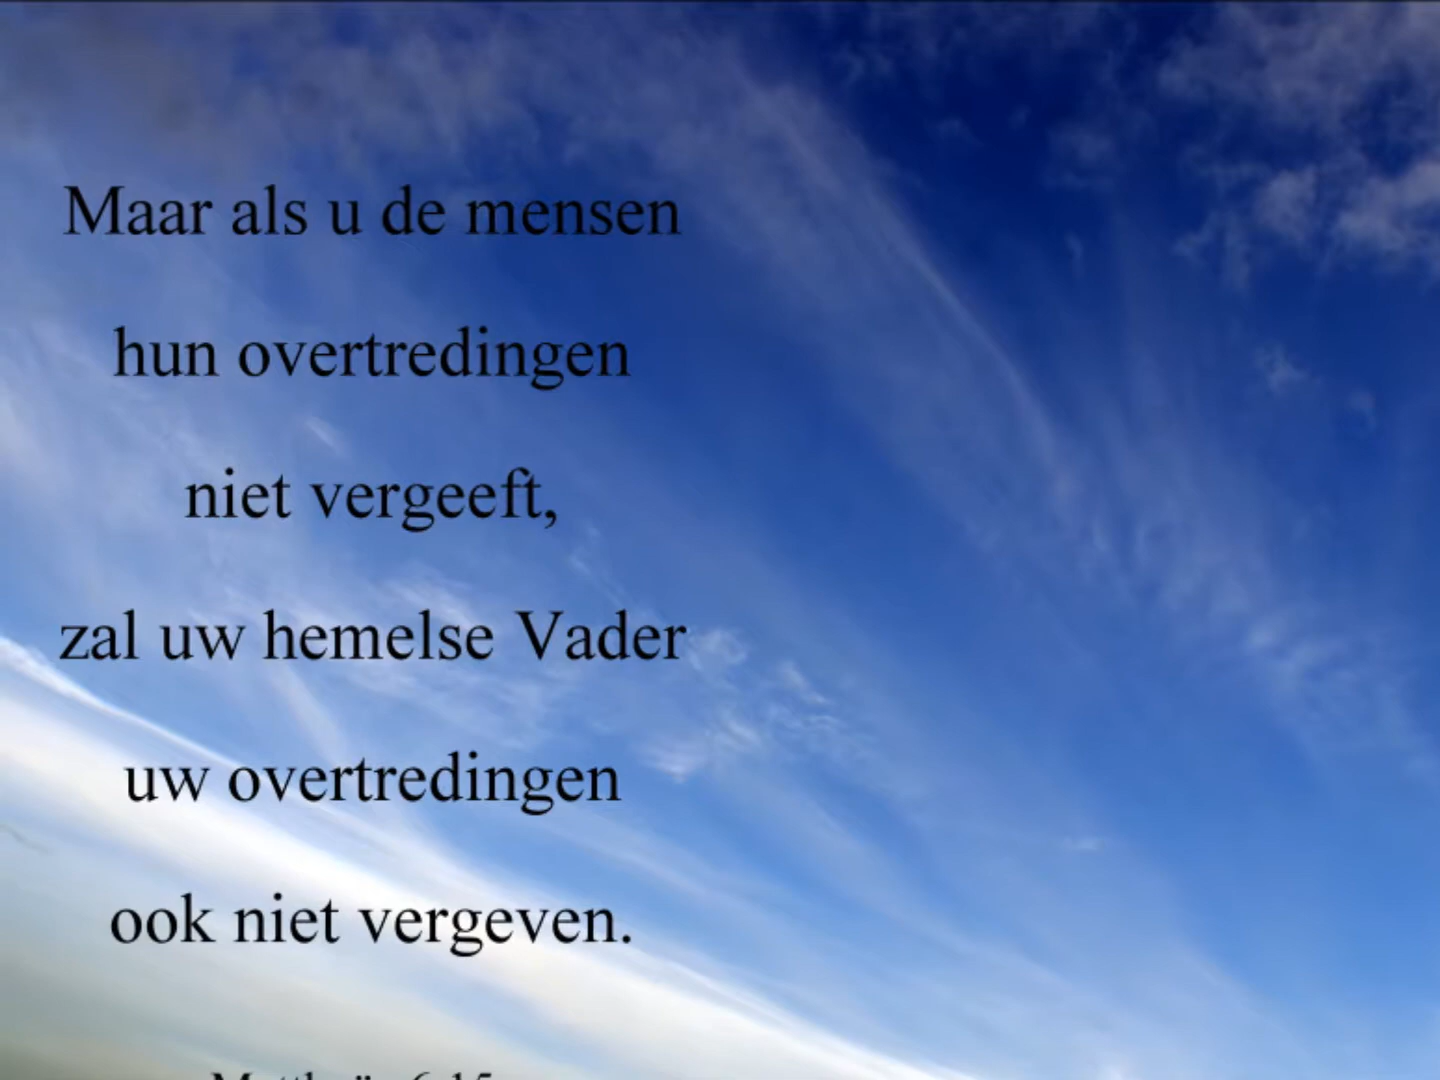 Maar als u de mensen
hun overtredingen
niet vergeeft,
zal uw hemelse Vader
uw overtredingen
ook niet vergeven.